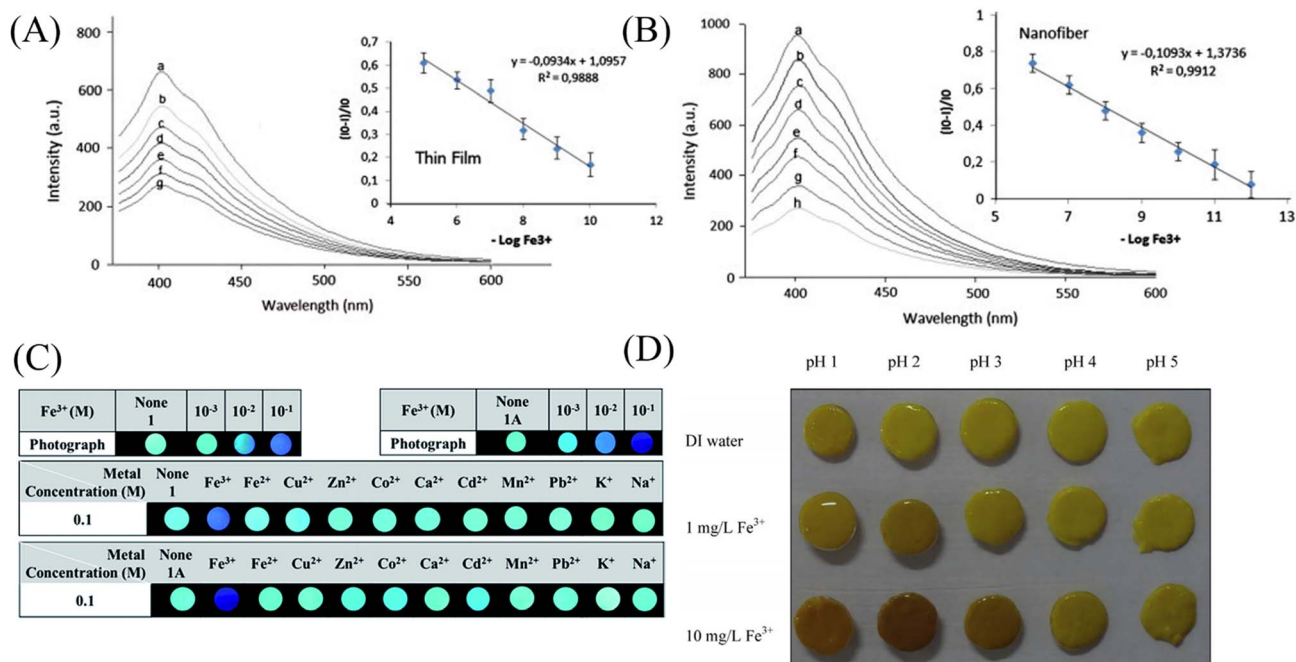 (A)
800
600
400
200
0
Intensity (a.u.)
a
b
c
d
e
f
g
400
450
500
550
600
Wavelength (nm)
0,7
0,6
0,5
0,4
0,3
0,2
0,1
0
(I0-I)/I0
y = -0,0934x + 1,0957
R² = 0,9888
Thin Film
4
6
8
10
12
- Log Fe3+
(B)
1000
800
600
400
200
0
Intensity (a.u.)
a
b
c
d
e
f
g
h
400
450
500
550
600
Wavelength (nm)
1
0,8
0,6
0,4
0,2
0
(I0-I)/I0
Nanofiber
y = -0,1093x + 1,3736
R² = 0,9912
5
7
9
11
13
- Log Fe3+
(C)
Fe³⁺ (M) None 1 10⁻³ 10⁻² 10⁻¹
Photograph
Fe³⁺ (M) None 1A 10⁻³ 10⁻² 10⁻¹
Photograph
Metal Concentration (M) None 1 Fe³⁺ Fe²⁺ Cu²⁺ Zn²⁺ Co²⁺ Ca²⁺ Cd²⁺ Mn²⁺ Pb²⁺ K⁺ Na⁺
0.1
Metal Concentration (M) None 1A Fe³⁺ Fe²⁺ Cu²⁺ Zn²⁺ Co²⁺ Ca²⁺ Cd²⁺ Mn²⁺ Pb²⁺ K⁺ Na⁺
0.1
(D)
pH 1 pH 2 pH 3 pH 4 pH 5
DI water
1 mg/L Fe³⁺
10 mg/L Fe³⁺